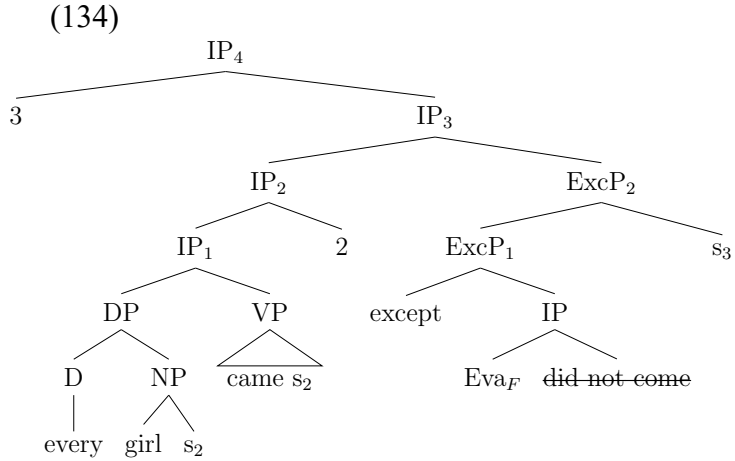 (134)
IP₄
3 IP₃
IP₂ ExcP₂
IP₁ 2 ExcP₁ s₃
DP VP except IP
D NP came s₂ Eva_F did not come
every girl s₂